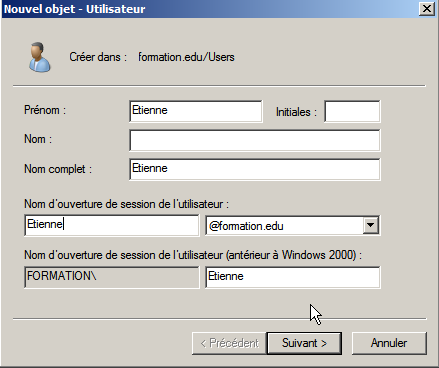 Nouvel objet - Utilisateur
Créer dans : formation.edu/Users
Prénom : Etienne Initiales :
Nom :
Nom complet : Etienne
Nom d'ouverture de session de l'utilisateur :
Etienne @formation.edu
Nom d'ouverture de session de l'utilisateur (antérieur à Windows 2000) :
FORMATION\ Etienne
< Précédent Suivant > Annuler